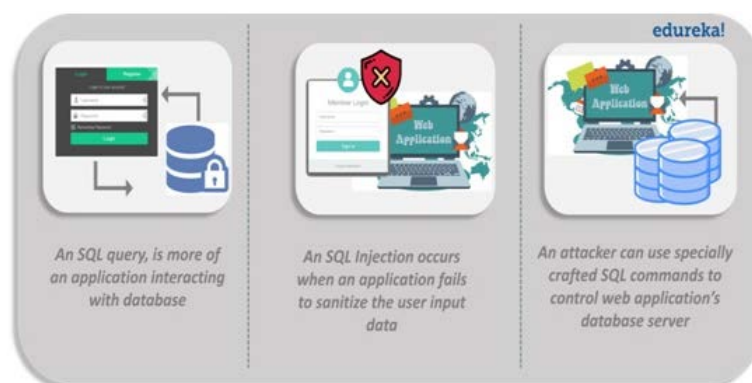 edureka!
Login
Register
Login
Member Login
Sign in
Web
Application
Web
Application
An SQL query, is more of
an application interacting
with database
An SQL Injection occurs
when an application fails
to sanitize the user input
data
An attacker can use specially
crafted SQL commands to
control web application's
database server